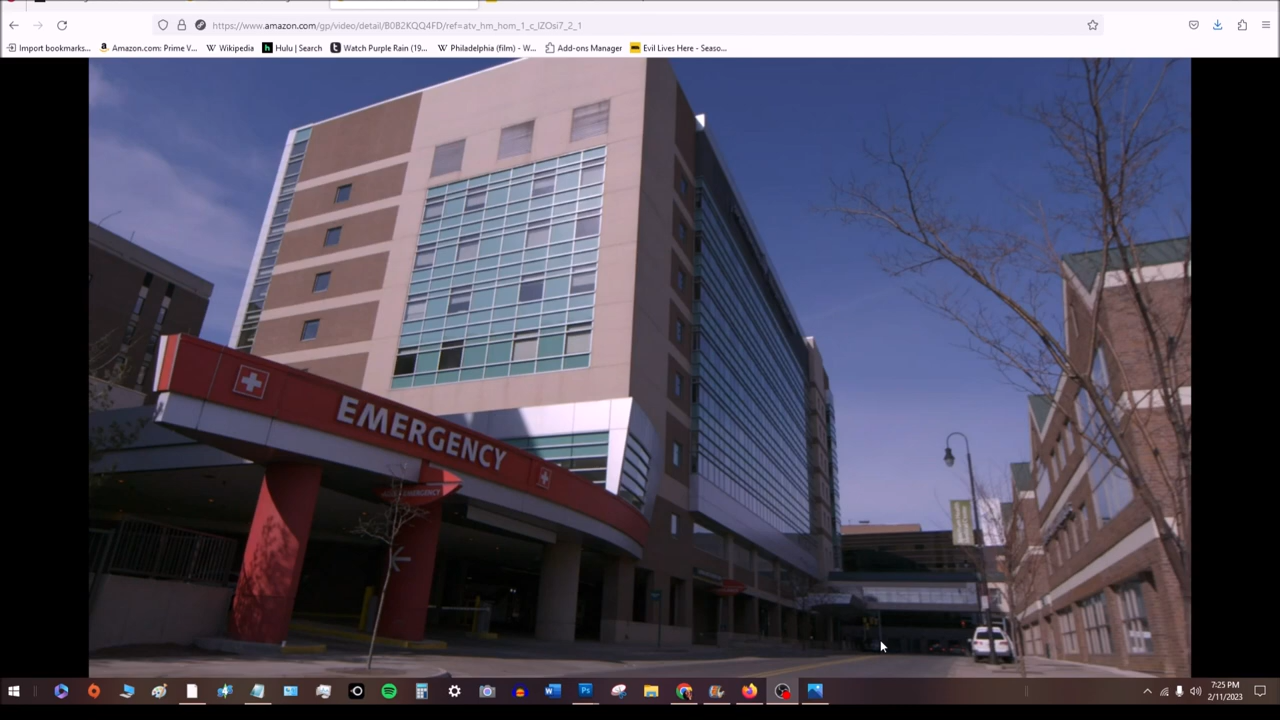 https://www.amazon.com/gp/video/detail/B0B2KQQ4FD/ref=atv_hm_hom_1_c_lZOsi7_2_1
Import bookmarks... Amazon.com: Prime V... Wikipedia Hulu | Search Watch Purple Rain (19... Philadelphia (film) - W... Add-ons Manager Evil Lives Here - Seaso...
EMERGENCY
EMERGENCY
7:25 PM
2/11/2023